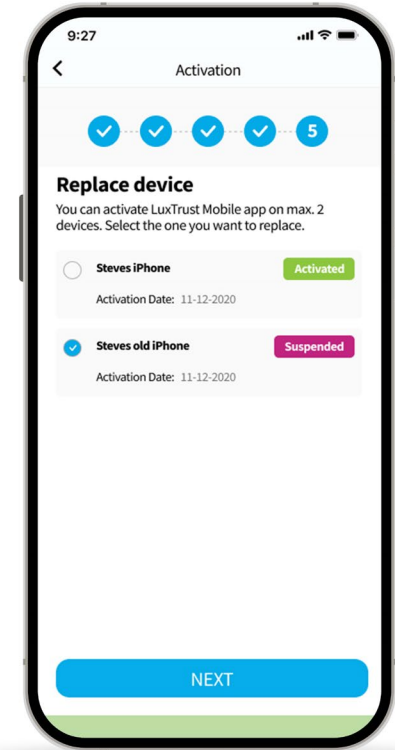 9:27
Activation
5
Replace device
You can activate LuxTrust Mobile app on max. 2
devices. Select the one you want to replace.
Steves iPhone
Activated
Activation Date: 11-12-2020
Steves old iPhone
Suspended
Activation Date: 11-12-2020
NEXT